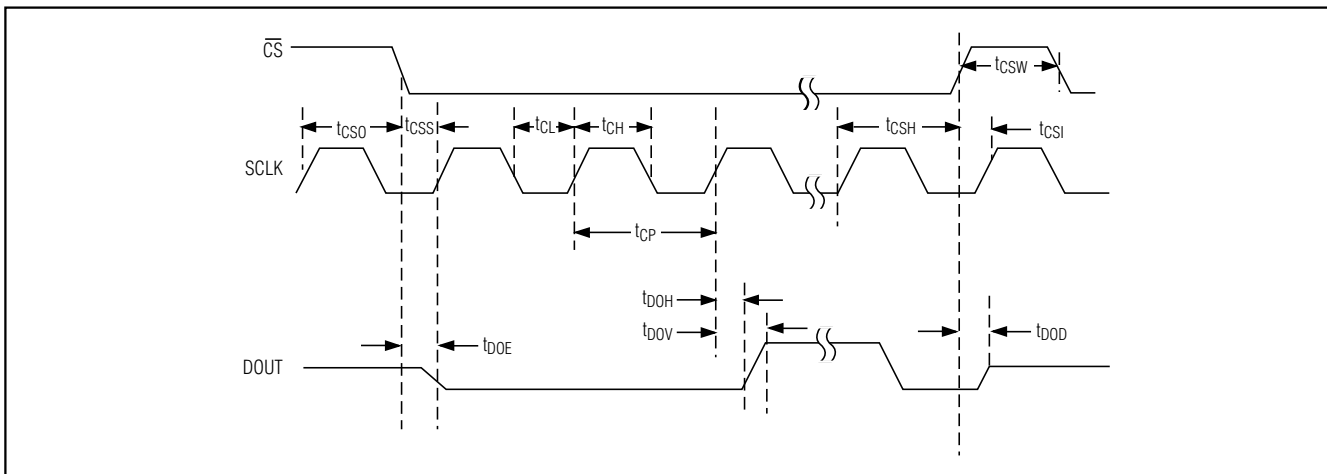 CS
tCSW
tCSO
tCSS
tCL
tCH
tCSH
tCSI
SCLK
tCP
tDOH
tDOV
tDOE
tDOD
DOUT